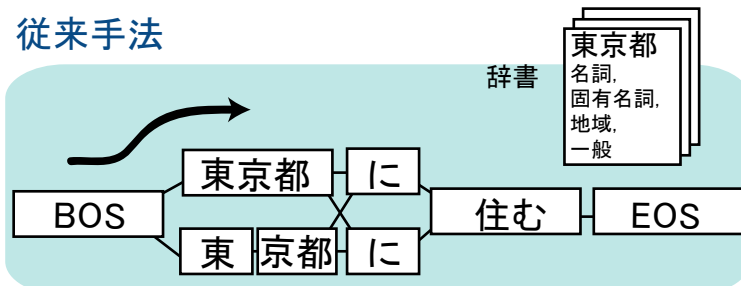 従来手法
辞書
東京都
名詞,
固有名詞,
地域,
一般
東京都
に
BOS
住む
EOS
東
京都
に